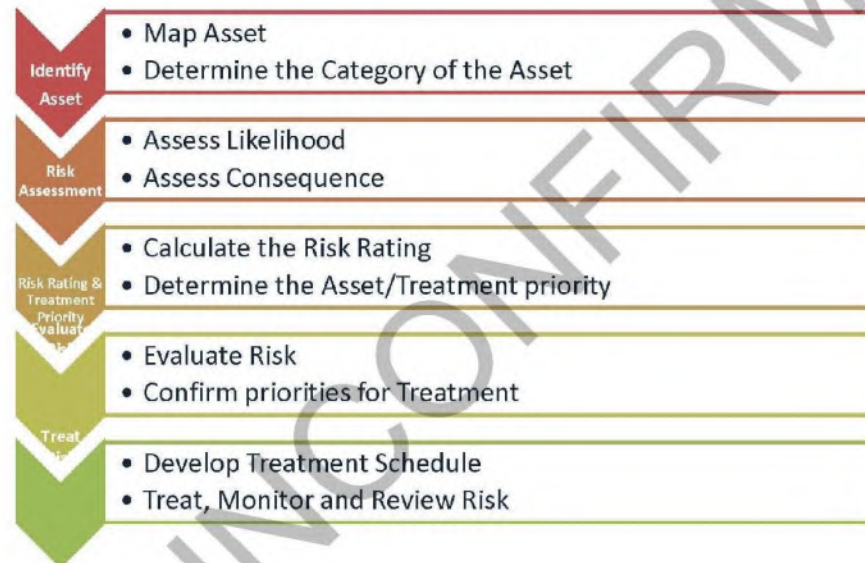 Identify
Asset
• Map Asset
• Determine the Category of the Asset
Risk
Assessment
• Assess Likelihood
• Assess Consequence
Risk Rating &
Treatment
Priority
• Calculate the Risk Rating
• Determine the Asset/Treatment priority
Evaluate
• Evaluate Risk
• Confirm priorities for Treatment
Treat
• Develop Treatment Schedule
• Treat, Monitor and Review Risk
INCONFIRM